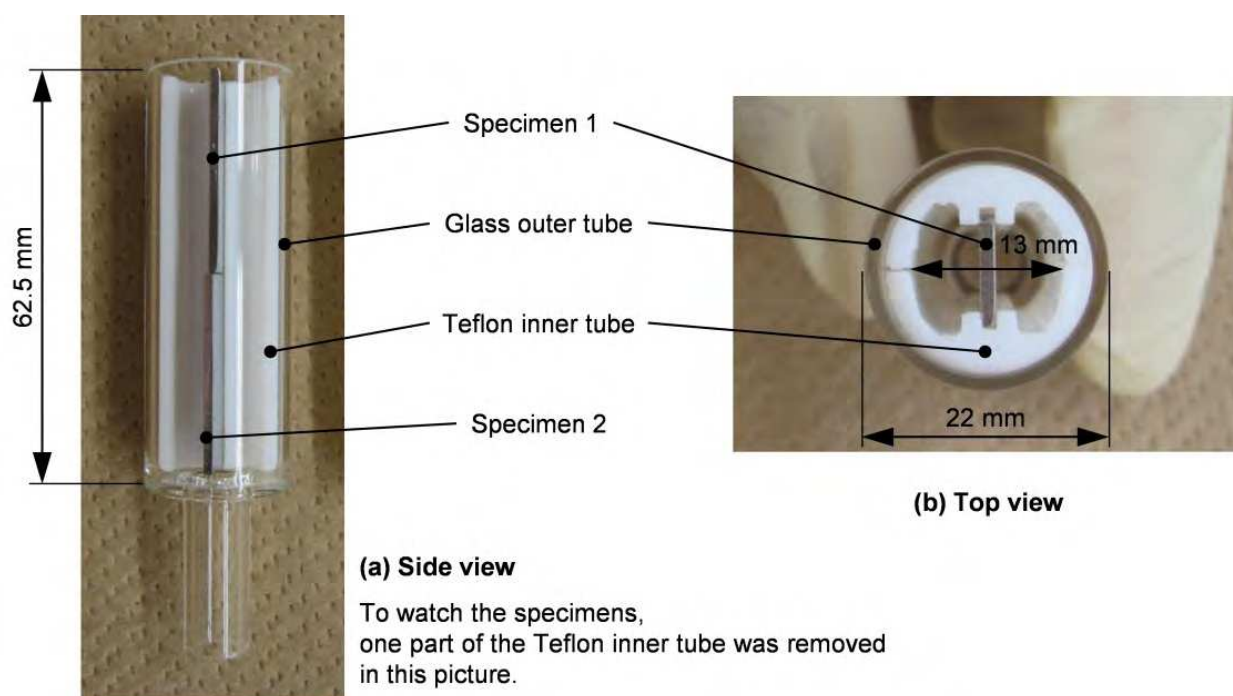 62.5 mm
Specimen 1
Glass outer tube
Teflon inner tube
Specimen 2
13 mm
22 mm
(b) Top view
(a) Side view
To watch the specimens,
one part of the Teflon inner tube was removed
in this picture.